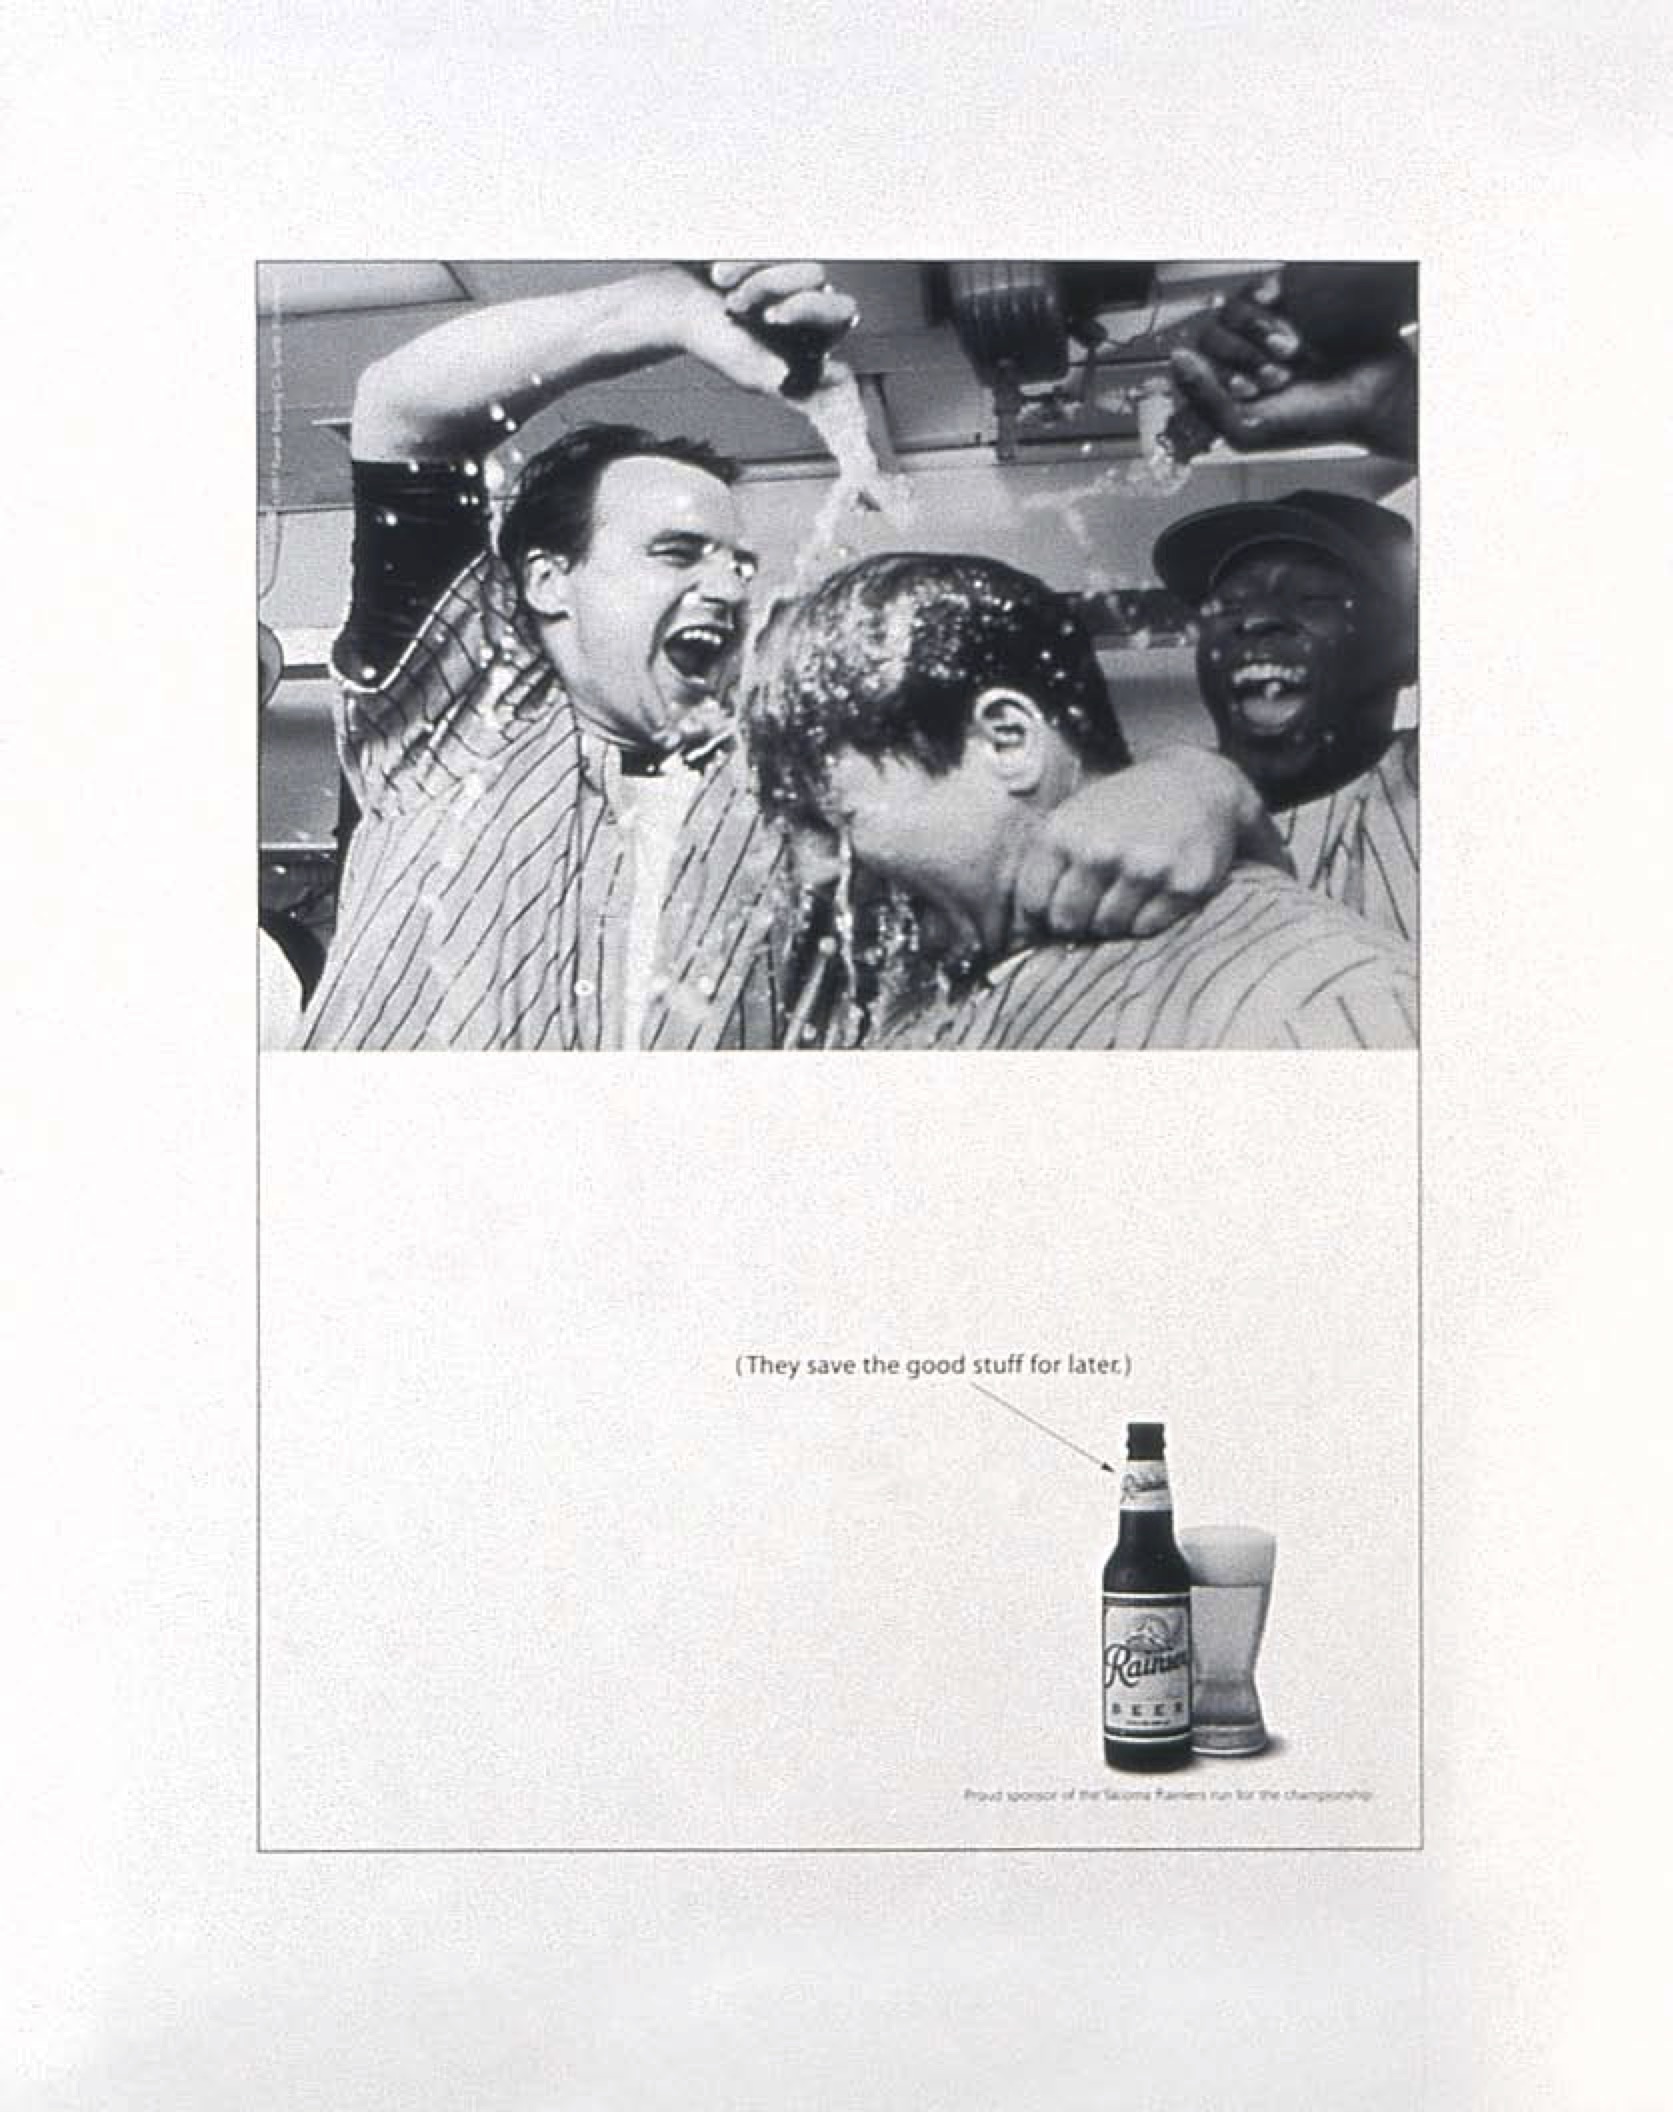 (They save the good stuff for later.)
Rainier
Rainier
BEER
Proud sponsor of the Tacoma Rainiers run for the championship.